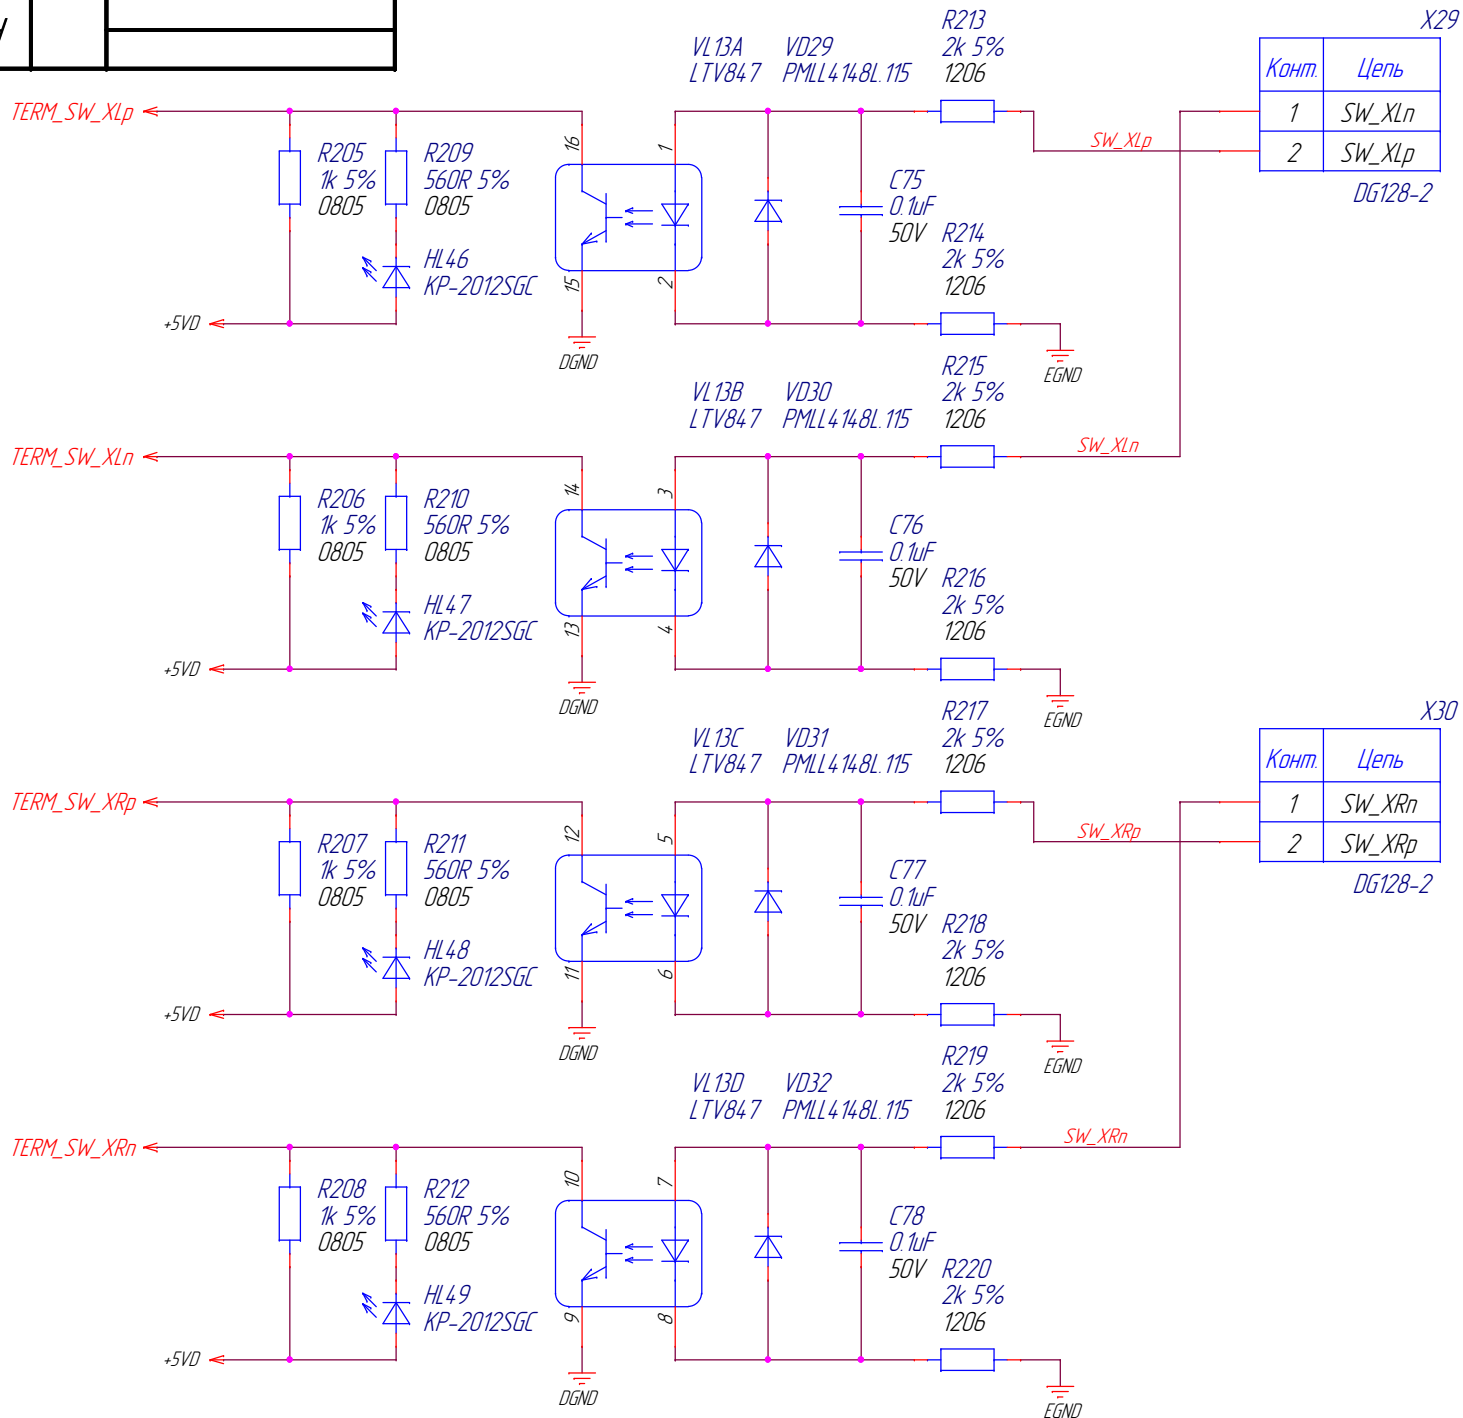 VL13A
LTV847
VD29
PMLL4148L.115
R213
2k 5%
1206
X29
Конт. Цепь
1 SW_XLn
2 SW_XLp
DG128-2
TERM_SW_XLp
SW_XLp
R205
1k 5%
0805
R209
560R 5%
0805
16
1
15
2
HL46
KP-2012SGC
C75
0.1uF
50V
R214
2k 5%
1206
+5VD
DGND
EGND
VL13B
LTV847
VD30
PMLL4148L.115
R215
2k 5%
1206
TERM_SW_XLn
SW_XLn
R206
1k 5%
0805
R210
560R 5%
0805
14
3
13
4
HL47
KP-2012SGC
C76
0.1uF
50V
R216
2k 5%
1206
+5VD
DGND
EGND
VL13C
LTV847
VD31
PMLL4148L.115
R217
2k 5%
1206
X30
Конт. Цепь
1 SW_XRn
2 SW_XRp
DG128-2
TERM_SW_XRp
SW_XRp
R207
1k 5%
0805
R211
560R 5%
0805
12
5
11
6
HL48
KP-2012SGC
C77
0.1uF
50V
R218
2k 5%
1206
+5VD
DGND
EGND
VL13D
LTV847
VD32
PMLL4148L.115
R219
2k 5%
1206
TERM_SW_XRn
SW_XRn
R208
1k 5%
0805
R212
560R 5%
0805
10
7
9
8
HL49
KP-2012SGC
C78
0.1uF
50V
R220
2k 5%
1206
+5VD
DGND
EGND